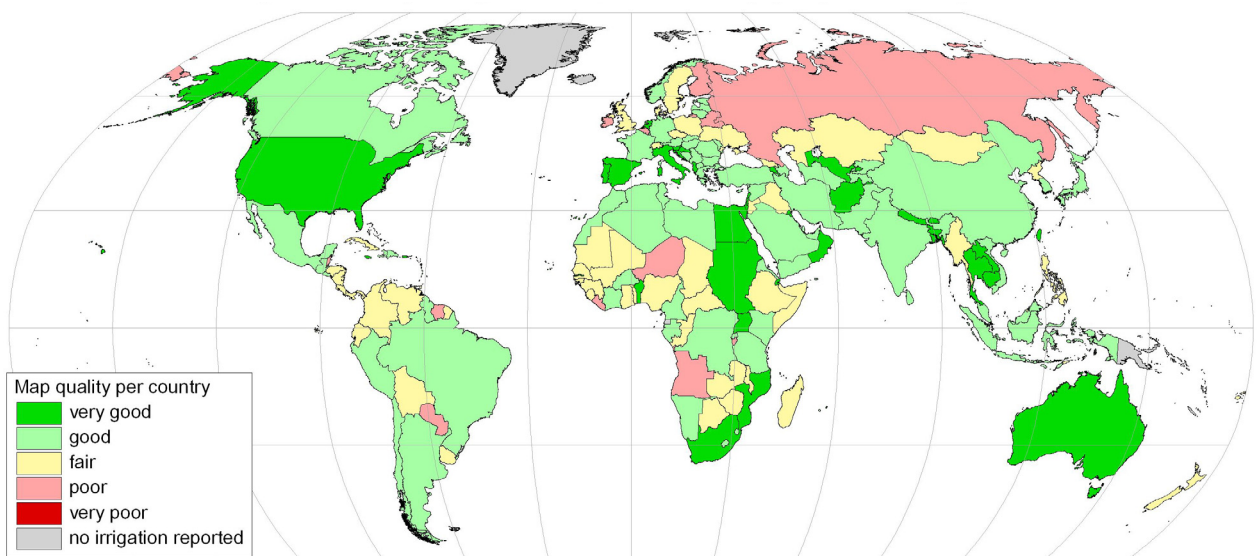 Map quality per country
very good
good
fair
poor
very poor
no irrigation reported